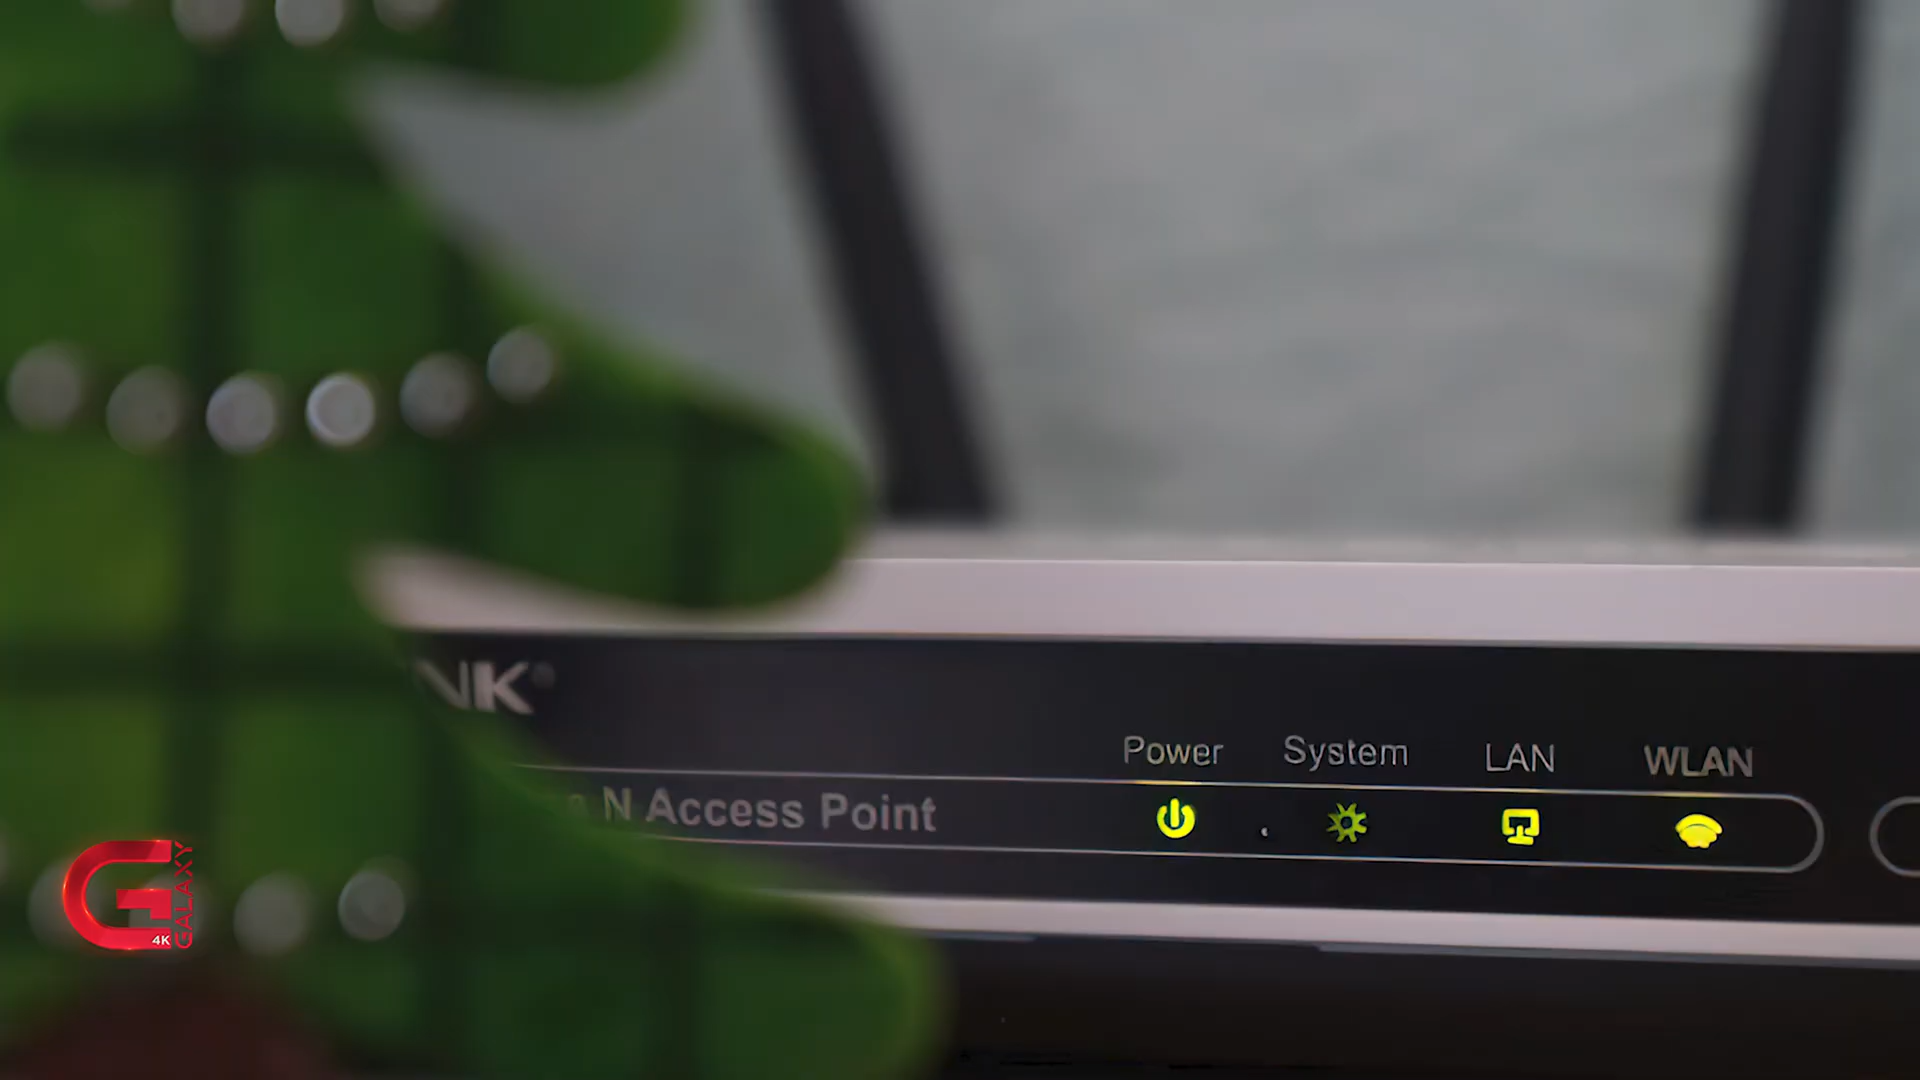 NK®
N Access Point
Power System LAN WLAN
GALAXY
4K